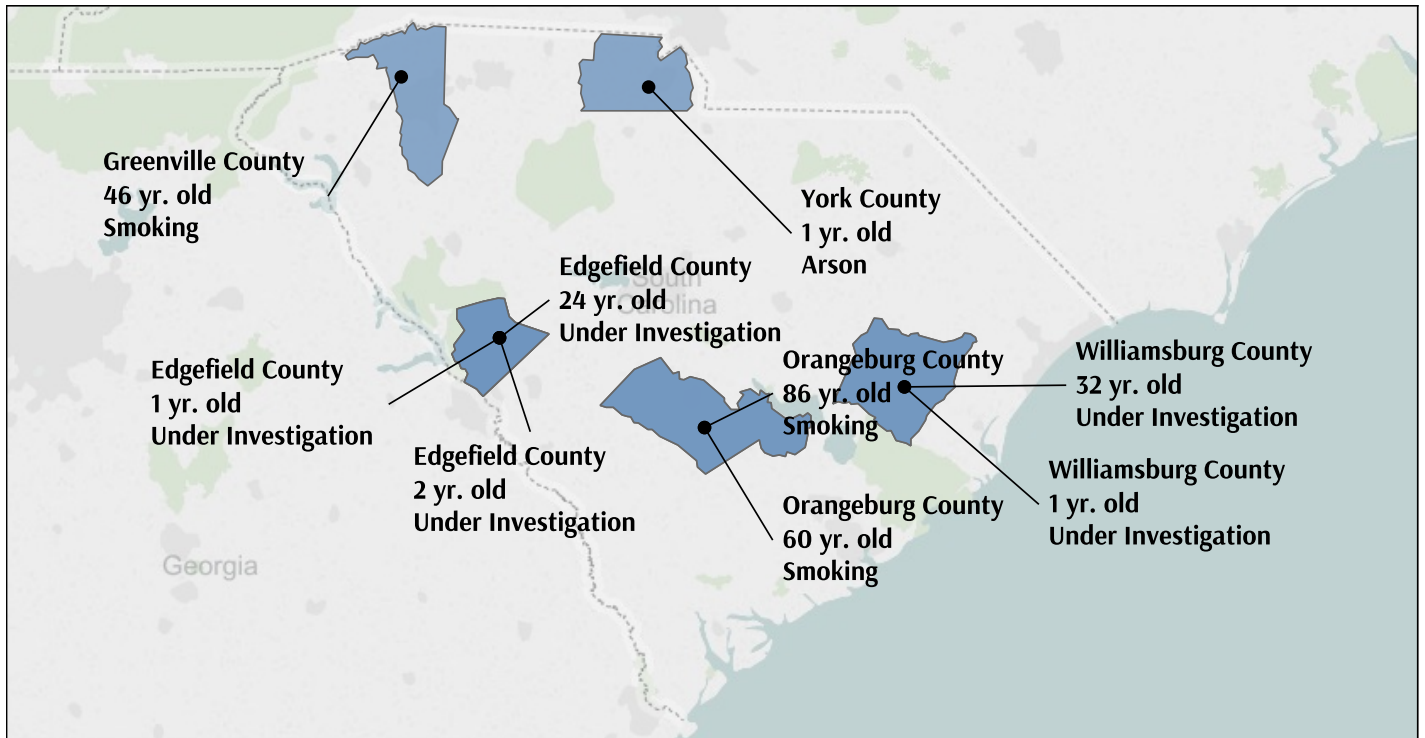 Greenville County
46 yr. old
Smoking
York County
1 yr. old
Arson
Edgefield County
24 yr. old
Under Investigation
South
Carolina
Edgefield County
1 yr. old
Under Investigation
Edgefield County
2 yr. old
Under Investigation
Orangeburg County
86 yr. old
Smoking
Williamsburg County
32 yr. old
Under Investigation
Williamsburg County
1 yr. old
Under Investigation
Orangeburg County
60 yr. old
Smoking
Georgia